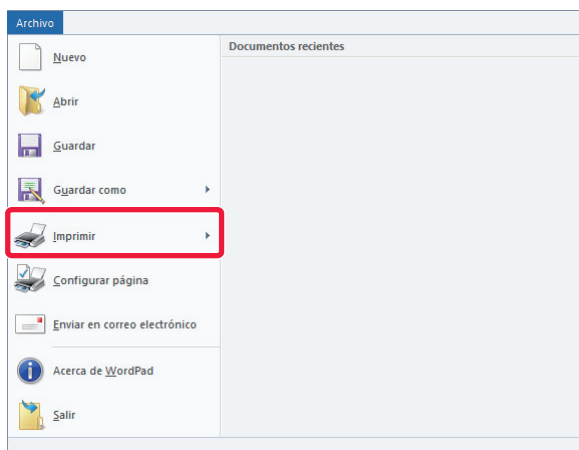 Archivo
Documentos recientes
Nuevo
Abrir
Guardar
Guardar como
Imprimir
Configurar página
Enviar en correo electrónico
Acerca de WordPad
Salir